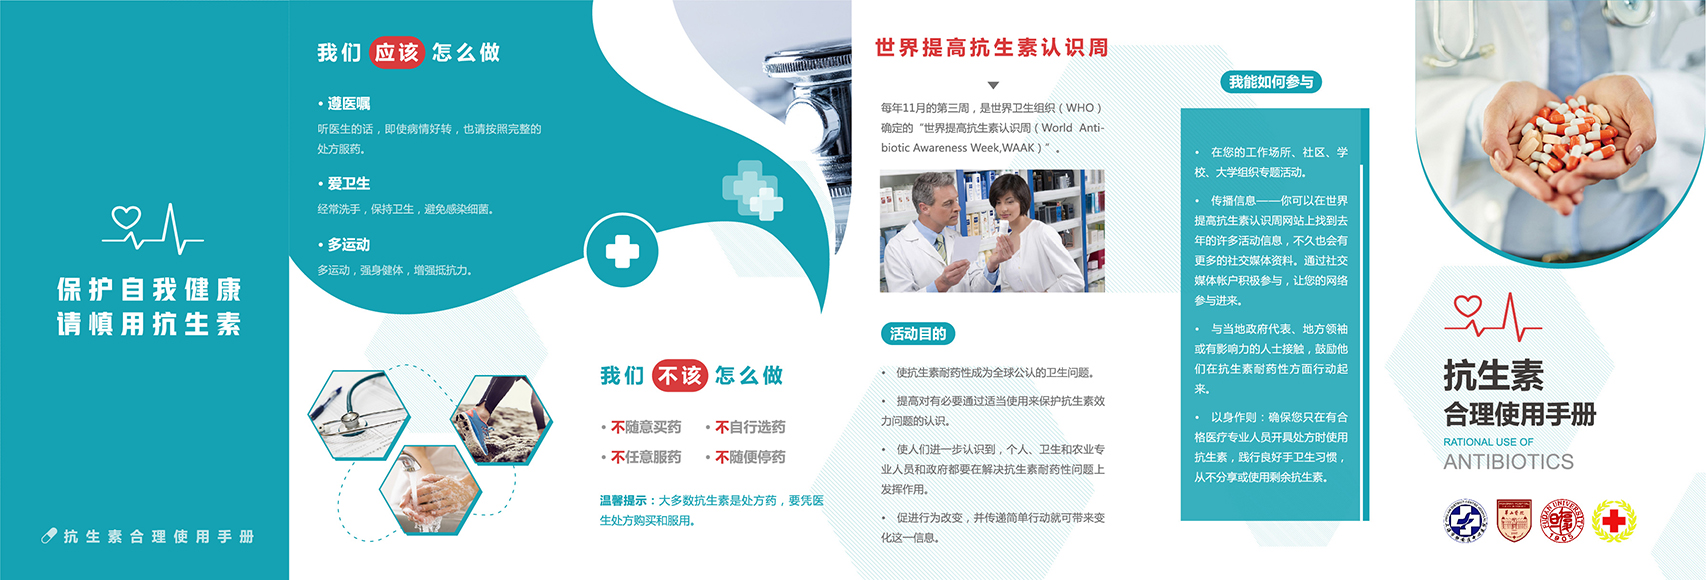 保护自我健康
请慎用抗生素
抗生素合理使用手册
我们 应该 怎么做
• 遵医嘱
听医生的话，即使病情好转，也请按照完整的
处方服药。
• 爱卫生
经常洗手，保持卫生，避免感染细菌。
• 多运动
多运动，强身健体，增强抵抗力。
我们 不该 怎么做
• 不随意买药 • 不自行选药
• 不任意服药 • 不随便停药
温馨提示：大多数抗生素是处方药，要凭医
生处方购买和服用。
世界提高抗生素认识周
每年11月的第三周，是世界卫生组织（WHO）
确定的“世界提高抗生素认识周（World Anti-
biotic Awareness Week,WAAK）”。
活动目的
• 使抗生素耐药性成为全球公认的卫生问题。
• 提高对有必要通过适当使用来保护抗生素效
力问题的认识。
• 使人们进一步认识到，个人、卫生和农业专
业人员和政府都要在解决抗生素耐药性问题上
发挥作用。
• 促进行为改变，并传递简单行动就可带来变
化这一信息。
我能如何参与
• 在您的工作场所、社区、学
校、大学组织专题活动。
• 传播信息——你可以在世界
提高抗生素认识周网站上找到去
年的许多活动信息，不久也会有
更多的社交媒体资料。通过社交
媒体帐户积极参与，让您的网络
参与进来。
• 与当地政府代表、地方领袖
或有影响力的人士接触，鼓励他
们在抗生素耐药性方面行动起
来。
• 以身作则：确保您只在有合
格医疗专业人员开具处方时使用
抗生素，践行良好手卫生习惯，
从不分享或使用剩余抗生素。
抗生素
合理使用手册
RATIONAL USE OF
ANTIBIOTICS
FUDAN UNIVERSITY
1905